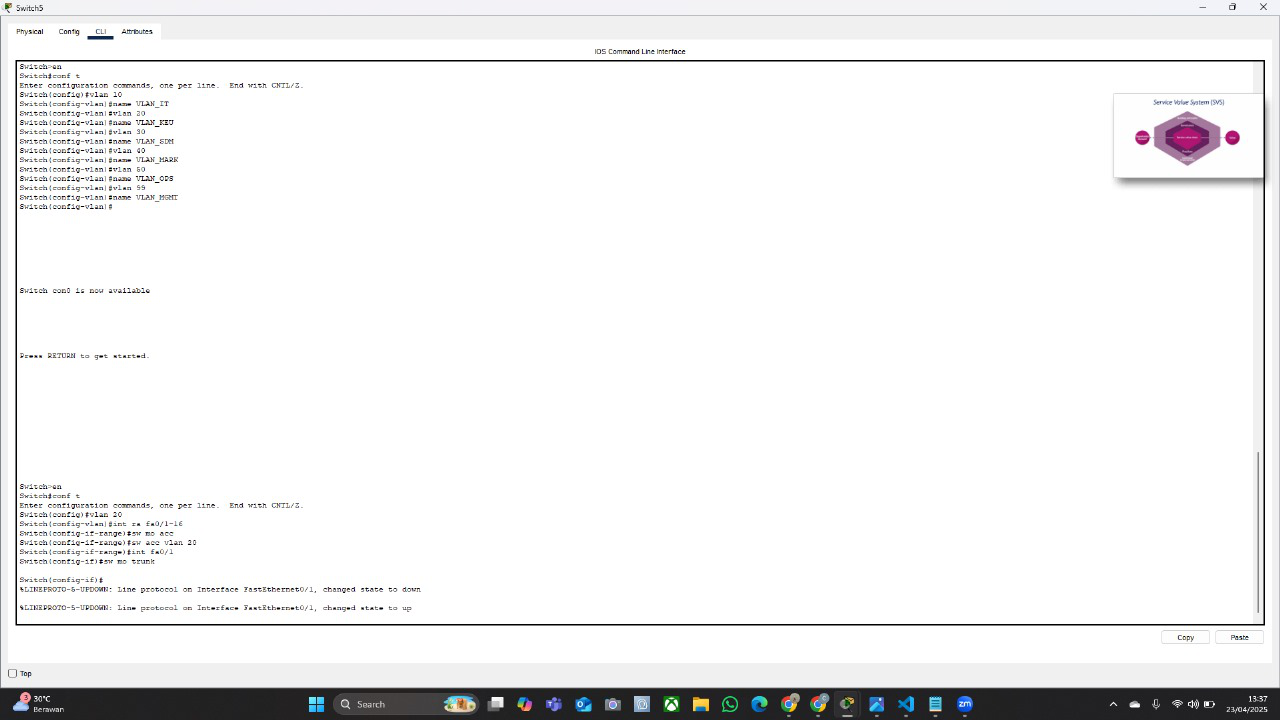 Switch5
Physical Config CLI Attributes
IOS Command Line Interface
Switch>en
Switch#conf t
Enter configuration commands, one per line.  End with CNTL/Z.
Switch(config)#vlan 10
Switch(config-vlan)#name VLAN_IT
Switch(config-vlan)#vlan 20
Switch(config-vlan)#name VLAN_KEU
Switch(config-vlan)#vlan 30
Switch(config-vlan)#name VLAN_SDM
Switch(config-vlan)#vlan 40
Switch(config-vlan)#name VLAN_MARK
Switch(config-vlan)#vlan 50
Switch(config-vlan)#name VLAN_OPS
Switch(config-vlan)#vlan 99
Switch(config-vlan)#name VLAN_MGMT
Switch(config-vlan)#
Service Value System (SVS)
Switch con0 is now available
Press RETURN to get started.
Switch>en
Switch#conf t
Enter configuration commands, one per line.  End with CNTL/Z.
Switch(config)#vlan 20
Switch(config-vlan)#int ra fa0/1-16
Switch(config-if-range)#sw mo acc
Switch(config-if-range)#sw acc vlan 20
Switch(config-if-range)#int fa0/1
Switch(config-if)#sw mo trunk
Switch(config-if)#
%LINEPROTO-5-UPDOWN: Line protocol on Interface FastEthernet0/1, changed state to down
%LINEPROTO-5-UPDOWN: Line protocol on Interface FastEthernet0/1, changed state to up
Copy Paste
Top
3 30°C
Berawan
Search
zm
13:37
23/04/2025